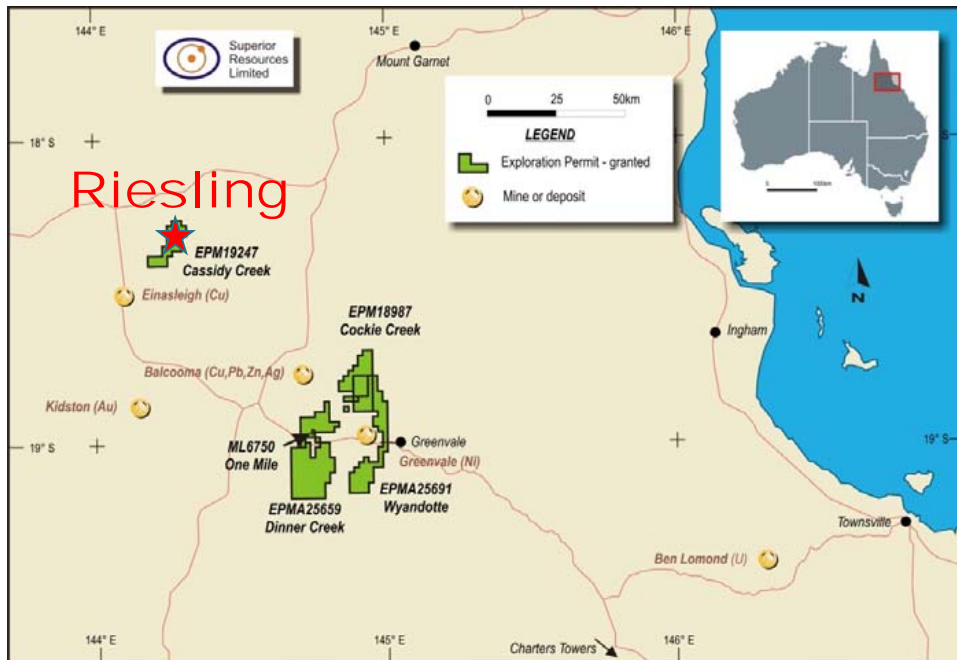 144° E
145° E
146° E
Superior
Resources
Limited
Mount Garnet
0 25 50km
LEGEND
Exploration Permit - granted
Mine or deposit
0 1000km
18° S
Riesling
EPM19247
Cassidy Creek
Einasleigh (Cu)
N
EPM18987
Cockie Creek
Ingham
Balcooma (Cu,Pb,Zn,Ag)
Kidston (Au)
ML6750
One Mile
Greenvale
Greenvale (Ni)
19° S
19° S
EPMA25691
Wyandotte
EPMA25659
Dinner Creek
Townsville
Ben Lomond (U)
144° E
145° E
146° E
Charters Towers